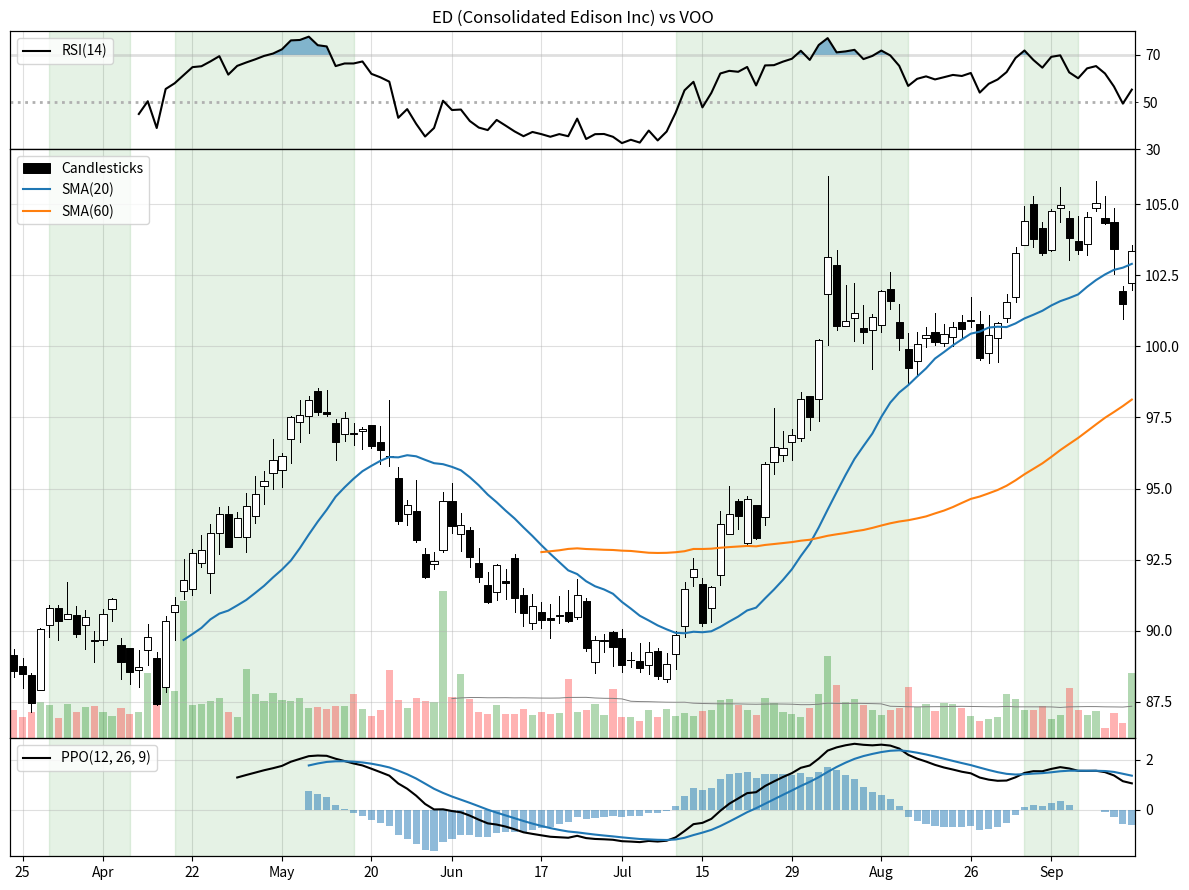 ED (Consolidated Edison Inc) vs VOO
RSI(14)
70
50
30
Candlesticks
SMA(20)
SMA(60)
105.0
102.5
100.0
97.5
95.0
92.5
90.0
87.5
PPO(12, 26, 9)
2
0
25 Apr 22 May 20 Jun 17 Jul 15 29 Aug 26 Sep